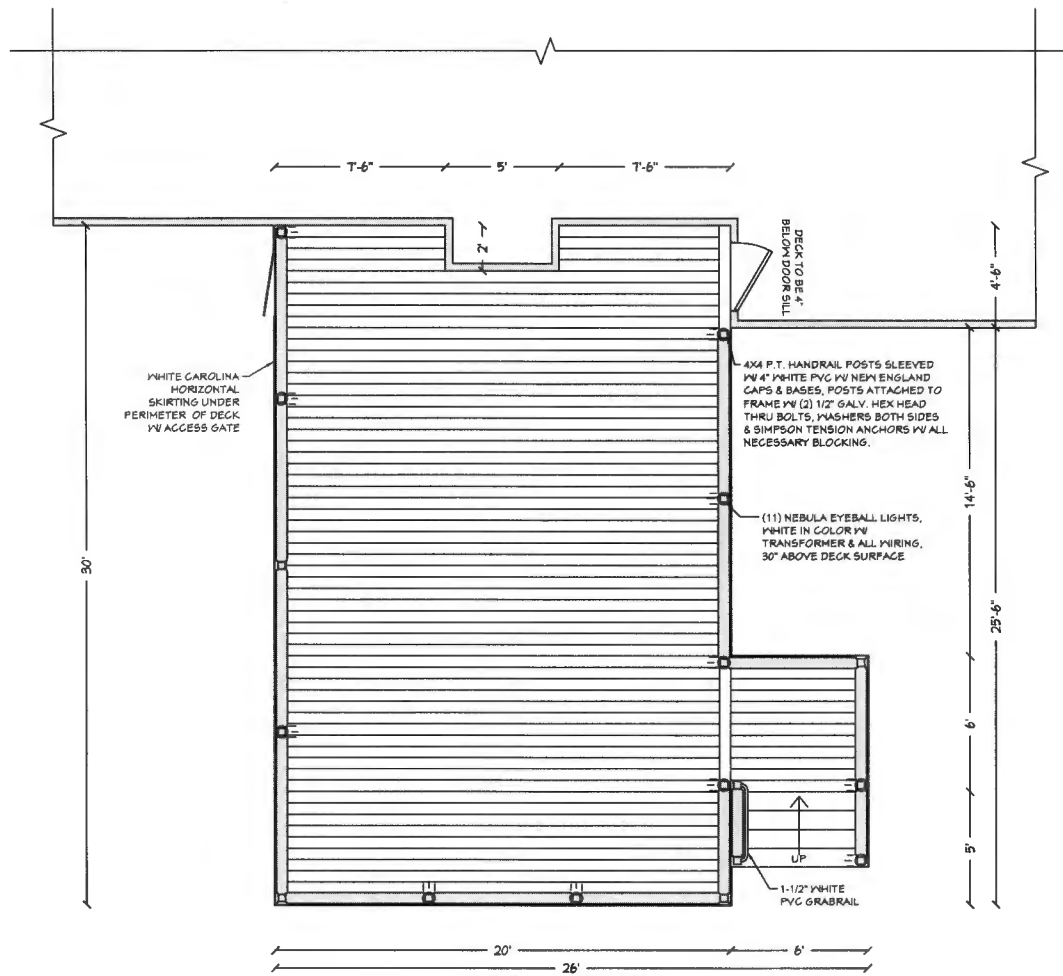 7'-6"
5'
7'-6"
2'
DECK TO BE 4"
BELOW DOOR SILL
4'-6"
WHITE CAROLINA
HORIZONTAL
SKIRTING UNDER
PERIMETER OF DECK
W/ ACCESS GATE
4X4 P.T. HANDRAIL POSTS SLEEVED
W/ 4" WHITE PVC W/ NEW ENGLAND
CAPS & BASES, POSTS ATTACHED TO
FRAME W/ (2) 1/2" GALV. HEX HEAD
THRU BOLTS, WASHERS BOTH SIDES
& SIMPSON TENSION ANCHORS W/ ALL
NECESSARY BLOCKING.
14'-6"
(11) NEBULA EYEBALL LIGHTS,
WHITE IN COLOR W/
TRANSFORMER & ALL WIRING,
30" ABOVE DECK SURFACE
30'
25'-6"
6'
5'
UP
1-1/2" WHITE
PVC GRABRAIL
20'
6'
26'